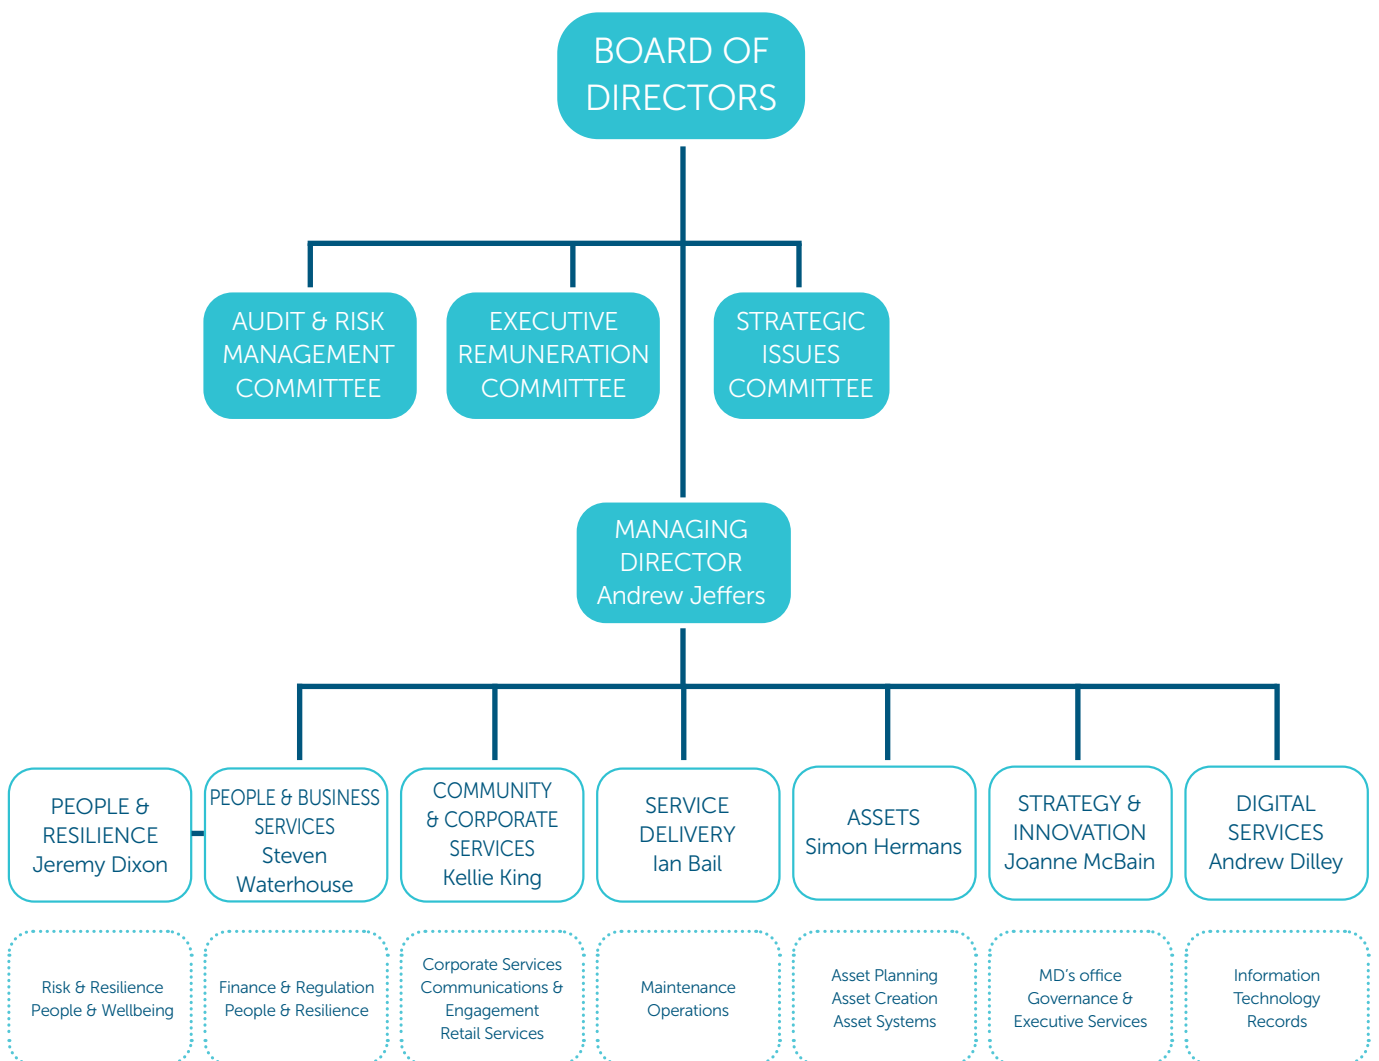 BOARD OF
DIRECTORS
AUDIT & RISK
MANAGEMENT
COMMITTEE
EXECUTIVE
REMUNERATION
COMMITTEE
STRATEGIC
ISSUES
COMMITTEE
MANAGING
DIRECTOR
Andrew Jeffers
PEOPLE &
RESILIENCE
Jeremy Dixon
PEOPLE & BUSINESS
SERVICES
Steven
Waterhouse
COMMUNITY
& CORPORATE
SERVICES
Kellie King
SERVICE
DELIVERY
Ian Bail
ASSETS
Simon Hermans
STRATEGY &
INNOVATION
Joanne McBain
DIGITAL
SERVICES
Andrew Dilley
Risk & Resilience
People & Wellbeing
Finance & Regulation
People & Resilience
Corporate Services
Communications &
Engagement
Retail Services
Maintenance
Operations
Asset Planning
Asset Creation
Asset Systems
MD's office
Governance &
Executive Services
Information
Technology
Records